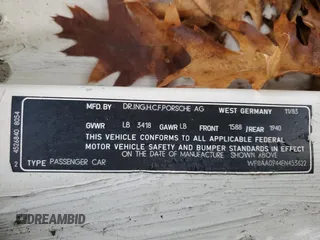 MFD.BY DR.ING.H.C.F.PORSCHE AG WEST GERMANY 11/83
GVWR LB 3418 GAWR LB FRONT 1588 /REAR 1940
THIS VEHICLE CONFORMS TO ALL APPLICABLE FEDERAL
MOTOR VEHICLE SAFETY AND BUMPER STANDARDS IN EFFECT
ON THE DATE OF MANUFACTURE SHOWN ABOVE.
TYPE: PASSENGER CAR WP0AA0944EN453622
DREAMBID